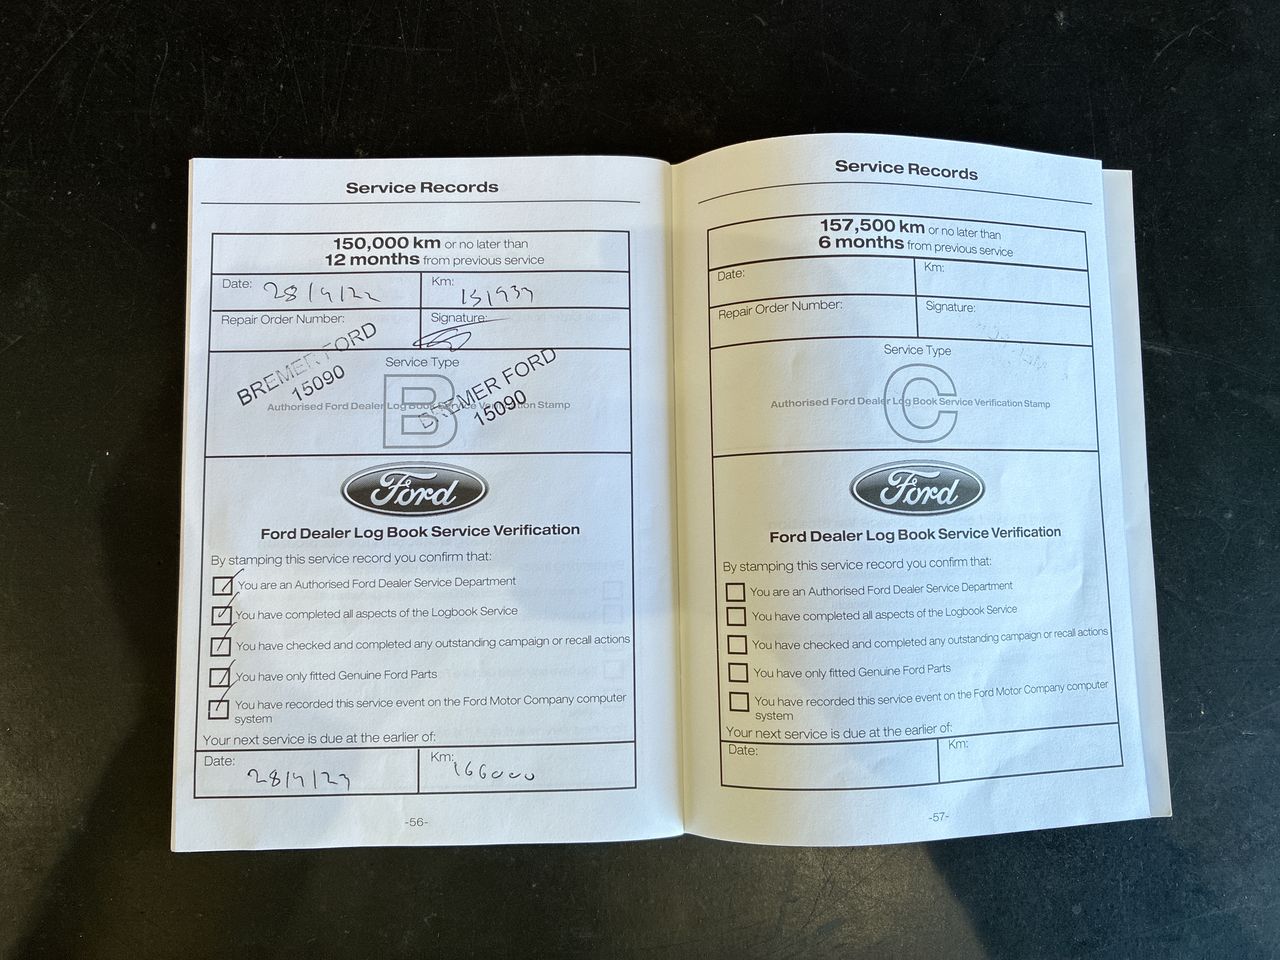 Service Records
150,000 km or no later than
12 months from previous service
Date: 28/9/22
Km: 151933
Repair Order Number:
Signature:
BREMER FORD
15090
Service Type
B
Authorised Ford Dealer Log Book Service Verification Stamp
BREMER FORD
15090
Ford
Ford Dealer Log Book Service Verification
By stamping this service record you confirm that:
You are an Authorised Ford Dealer Service Department
You have completed all aspects of the Logbook Service
You have checked and completed any outstanding campaign or recall actions
You have only fitted Genuine Ford Parts
You have recorded this service event on the Ford Motor Company computer
system
Your next service is due at the earlier of:
Date: 28/9/23
Km: 166000
-56-
Service Records
157,500 km or no later than
6 months from previous service
Date:
Km:
Repair Order Number:
Signature:
Service Type
C
Authorised Ford Dealer Log Book Service Verification Stamp
Ford
Ford Dealer Log Book Service Verification
By stamping this service record you confirm that:
You are an Authorised Ford Dealer Service Department
You have completed all aspects of the Logbook Service
You have checked and completed any outstanding campaign or recall actions
You have only fitted Genuine Ford Parts
You have recorded this service event on the Ford Motor Company computer
system
Your next service is due at the earlier of:
Date:
Km:
-57-